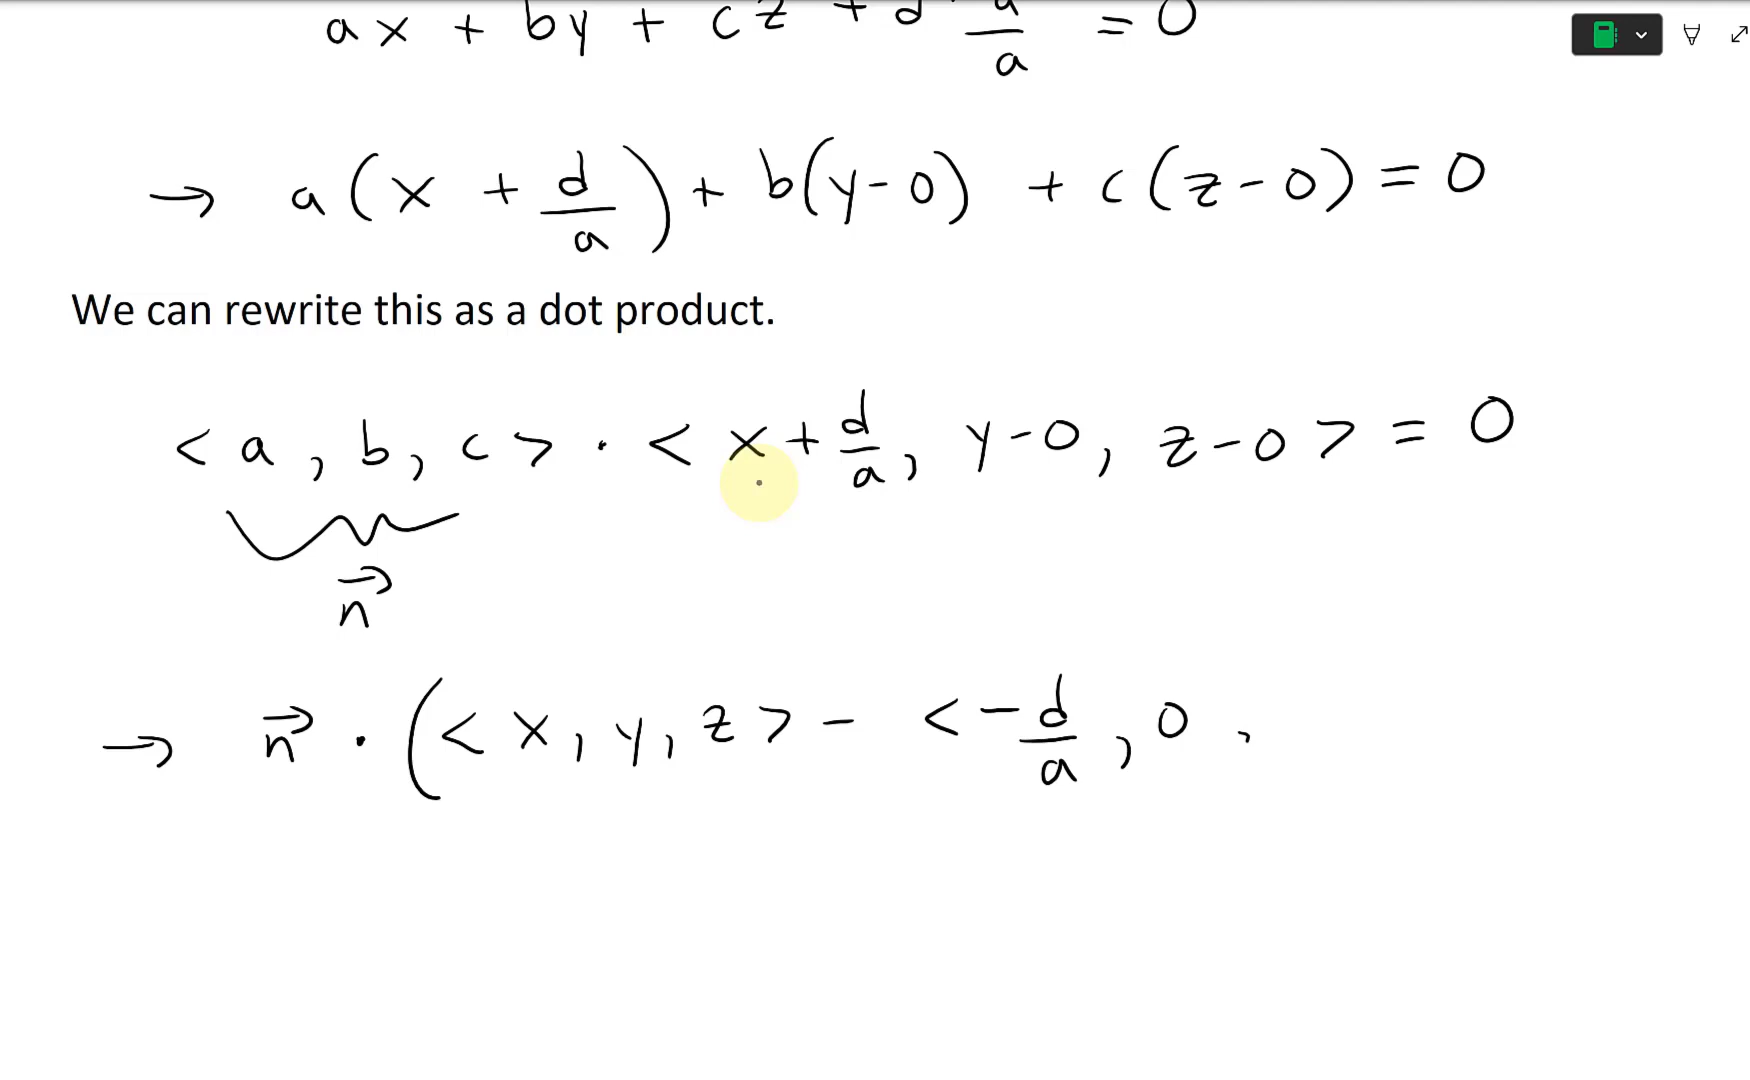 ax + by + cz + d · a/a = 0
→ a(x + d/a) + b(y-0) + c(z-0) = 0
We can rewrite this as a dot product.
<a, b, c> · <x + d/a, y-0, z-0> = 0
n⃗
→ n⃗ · (<x, y, z> - <-d/a, 0,